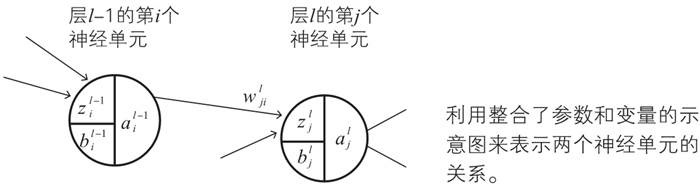 层l–1的第i个
神经单元
层l的第j个
神经单元
z_i^{l-1}
b_i^{l-1}
a_i^{l-1}
w_{ji}^l
z_j^l
b_j^l
a_j^l
利用整合了参数和变量的示
意图来表示两个神经单元的
关系。